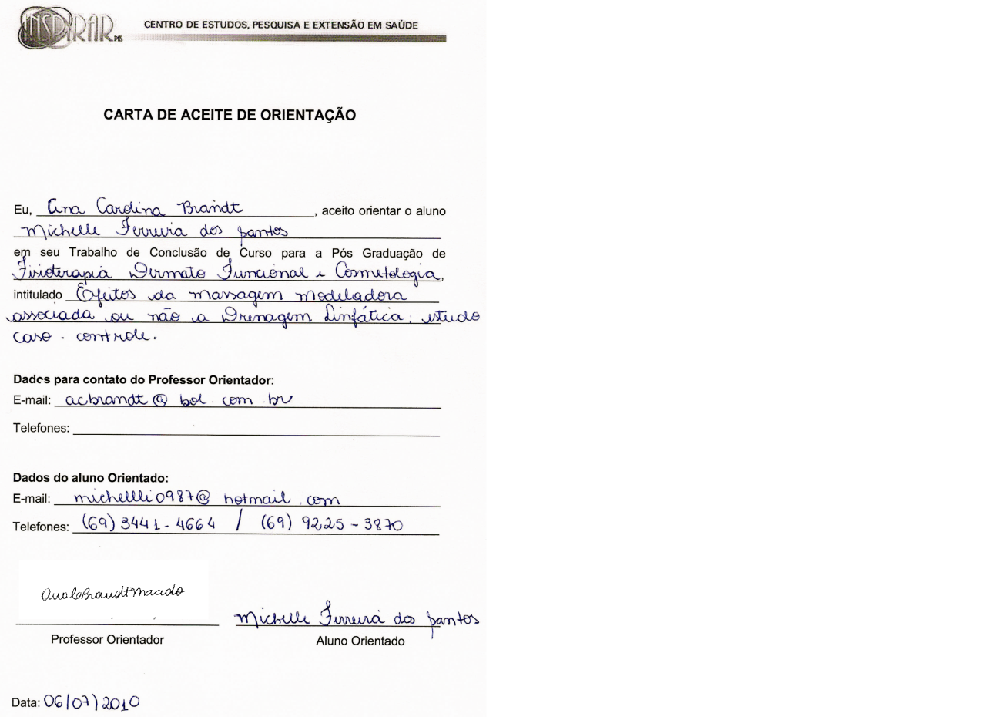 INSPIRAR
CENTRO DE ESTUDOS, PESQUISA E EXTENSÃO EM SAÚDE
CARTA DE ACEITE DE ORIENTAÇÃO
Eu, Ana Carolina Brandt, aceito orientar o aluno
Michelle Ferreira dos Santos
em seu Trabalho de Conclusão de Curso para a Pós Graduação de
Fisioterapia Dermato Funcional e Cosmetologia,
intitulado Efeitos da massagem modeladora
associada ou não a Drenagem Linfática: estudo
caso - controle.
Dados para contato do Professor Orientador:
E-mail: acbrandt@bol.com.br
Telefones:
Dados do aluno Orientado:
E-mail: michellli0987@hotmail.com
Telefones: (69) 3441-4664 / (69) 9225-3870
Ana C Brandt Macedo
Michelle Ferreira dos Santos
Professor Orientador
Aluno Orientado
Data: 06/07/2010